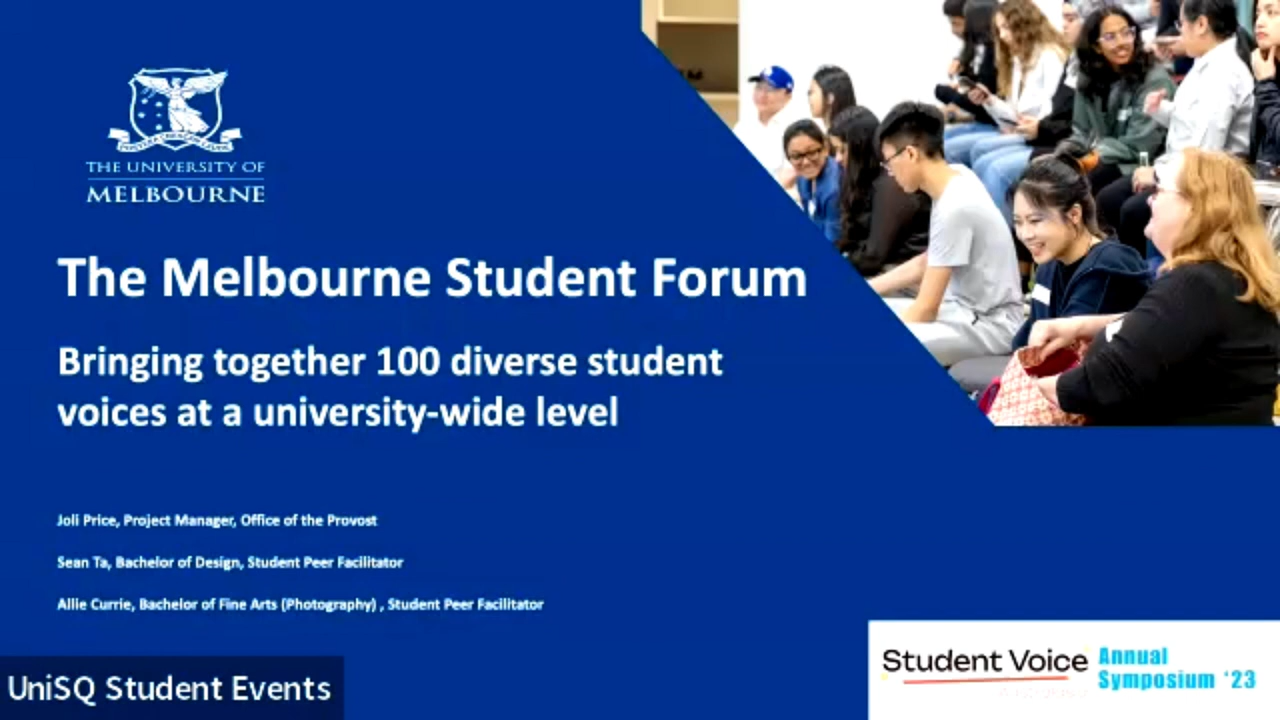 THE UNIVERSITY OF
MELBOURNE
The Melbourne Student Forum
Bringing together 100 diverse student
voices at a university-wide level
Joli Price, Project Manager, Office of the Provost
Sean Ta, Bachelor of Design, Student Peer Facilitator
Allie Currie, Bachelor of Fine Arts (Photography) , Student Peer Facilitator
UniSQ Student Events
Student Voice
Annual
Symposium ‘23